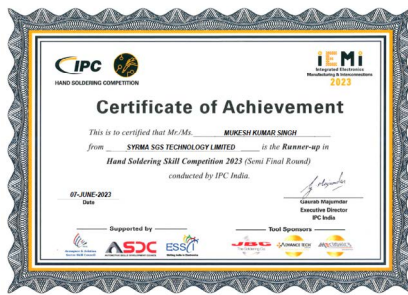 IPC
HAND SOLDERING COMPETITION
IEMI
Integrated Electronics
Manufacturing & Interconnections
2023
Certificate of Achievement
This is to certified that Mr./Ms. MUKESH KUMAR SINGH
from SYRMA SGS TECHNOLOGY LIMITED is the Runner-up in
Hand Soldering Skill Competition 2023 (Semi Final Round)
conducted by IPC India.
07-JUNE-2023
Date
Gaurab Majumdar
Executive Director
IPC India
Supported by
Tool Sponsors
ASDC
ESSCI
JBC